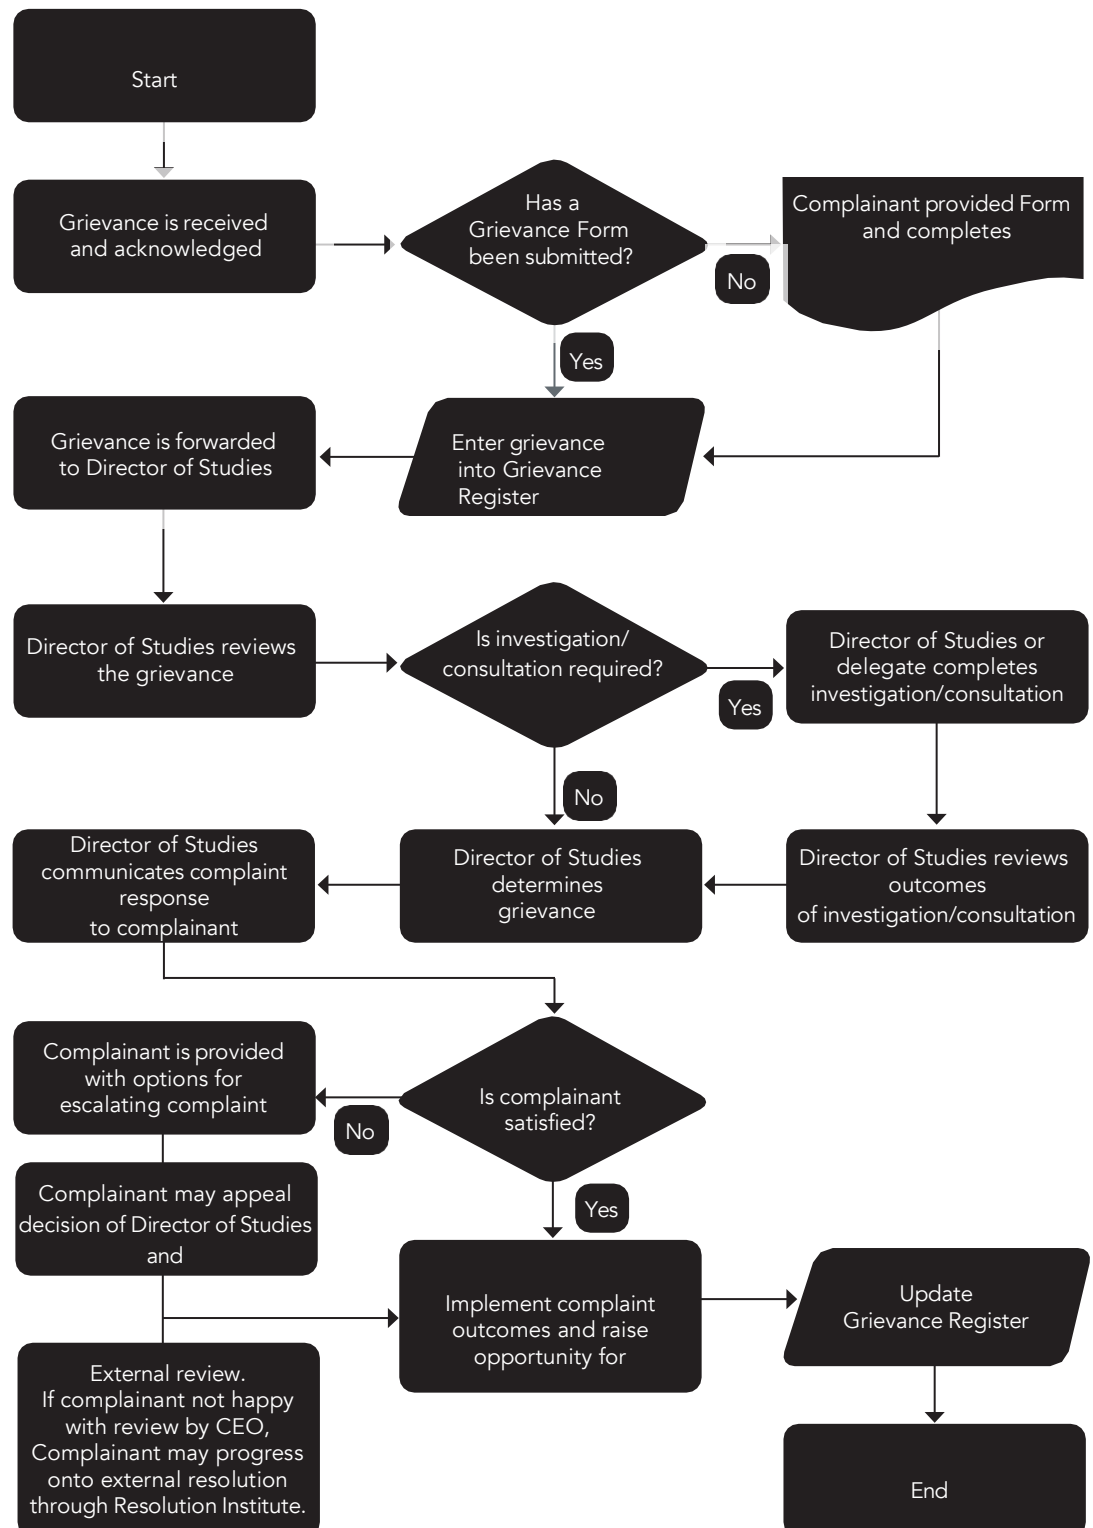 Start
Grievance is received
and acknowledged
Has a
Grievance Form
been submitted?
No
Complainant provided Form
and completes
Yes
Grievance is forwarded
to Director of Studies
Enter grievance
into Grievance
Register
Director of Studies reviews
the grievance
Is investigation/
consultation required?
Yes
Director of Studies or
delegate completes
investigation/consultation
No
Director of Studies
communicates complaint
response
to complainant
Director of Studies
determines
grievance
Director of Studies reviews
outcomes
of investigation/consultation
Complainant is provided
with options for
escalating complaint
No
Is complainant
satisfied?
Yes
Complainant may appeal
decision of Director of Studies
and
Implement complaint
outcomes and raise
opportunity for
Update
Grievance Register
External review.
If complainant not happy
with review by CEO,
Complainant may progress
onto external resolution
through Resolution Institute.
End